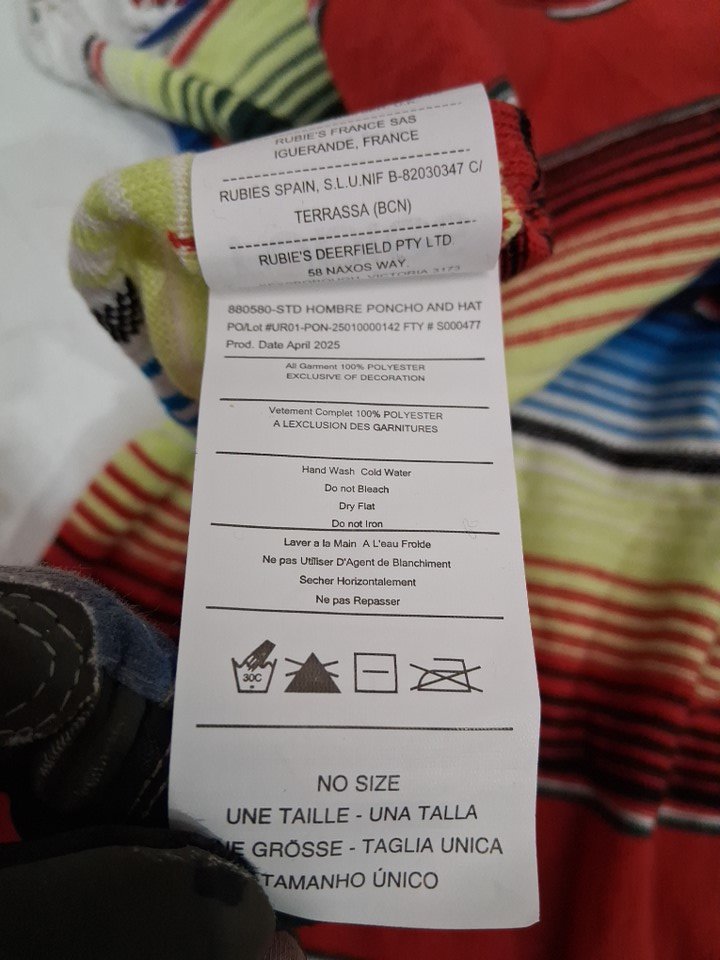 RUBIE'S FRANCE SAS
IGUERANDE, FRANCE
RUBIES SPAIN, S.L.U.NIF B-82030347 C/
TERRASSA (BCN)
RUBIE'S DEERFIELD PTY LTD
58 NAXOS WAY.
VICTORIA 3173
880580-STD HOMBRE PONCHO AND HAT
PO/Lot #UR01-PON-25010000142 FTY # S000477
Prod. Date April 2025
All Garment 100% POLYESTER
EXCLUSIVE OF DECORATION
Vetement Complet 100% POLYESTER
A LEXCLUSION DES GARNITURES
Hand Wash Cold Water
Do not Bleach
Dry Flat
Do not Iron
Laver a la Main A L'eau Froide
Ne pas Utiliser D'Agent de Blanchiment
Secher Horizontalement
Ne pas Repasser
30C
NO SIZE
UNE TAILLE - UNA TALLA
GRÖSSE - TAGLIA UNICA
TAMANHO ÚNICO